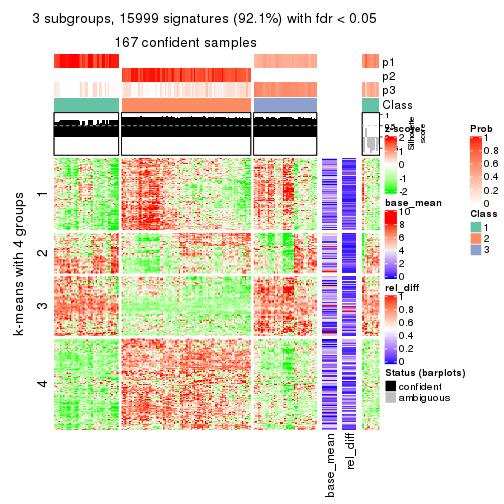 3 subgroups, 15999 signatures (92.1%) with fdr < 0.05
167 confident samples
p1
p2
p3
Class
1
0.5
Silhouette
score
k-means with 4 groups
1
2
3
4
base_mean
rel_diff
z-score
2
1
0
-1
-2
base_mean
10
8
6
4
2
0
rel_diff
1
0.8
0.6
0.4
0.2
0
Status (barplots)
confident
ambiguous
Prob
1
0.8
0.6
0.4
0.2
0
Class
1
2
3